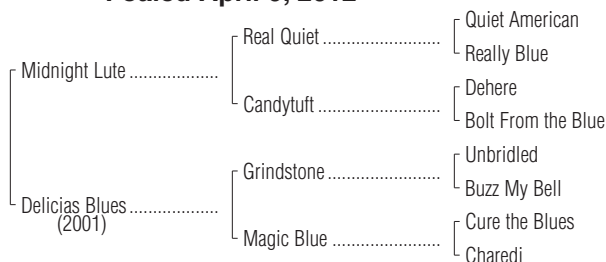 Foaled April 6, 2012
Quiet American
Real Quiet
Really Blue
Midnight Lute
Dehere
Candytuft
Bolt From the Blue
Unbridled
Grindstone
Buzz My Bell
Delicias Blues
(2001)
Cure the Blues
Magic Blue
Charedi